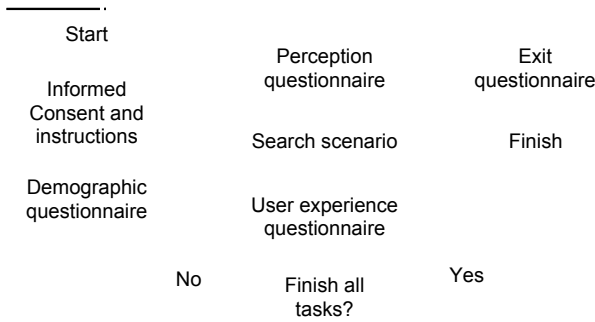 Start
Informed
Consent and
instructions
Demographic
questionnaire
Perception
questionnaire
Search scenario
User experience
questionnaire
No
Finish all
tasks?
Yes
Exit
questionnaire
Finish